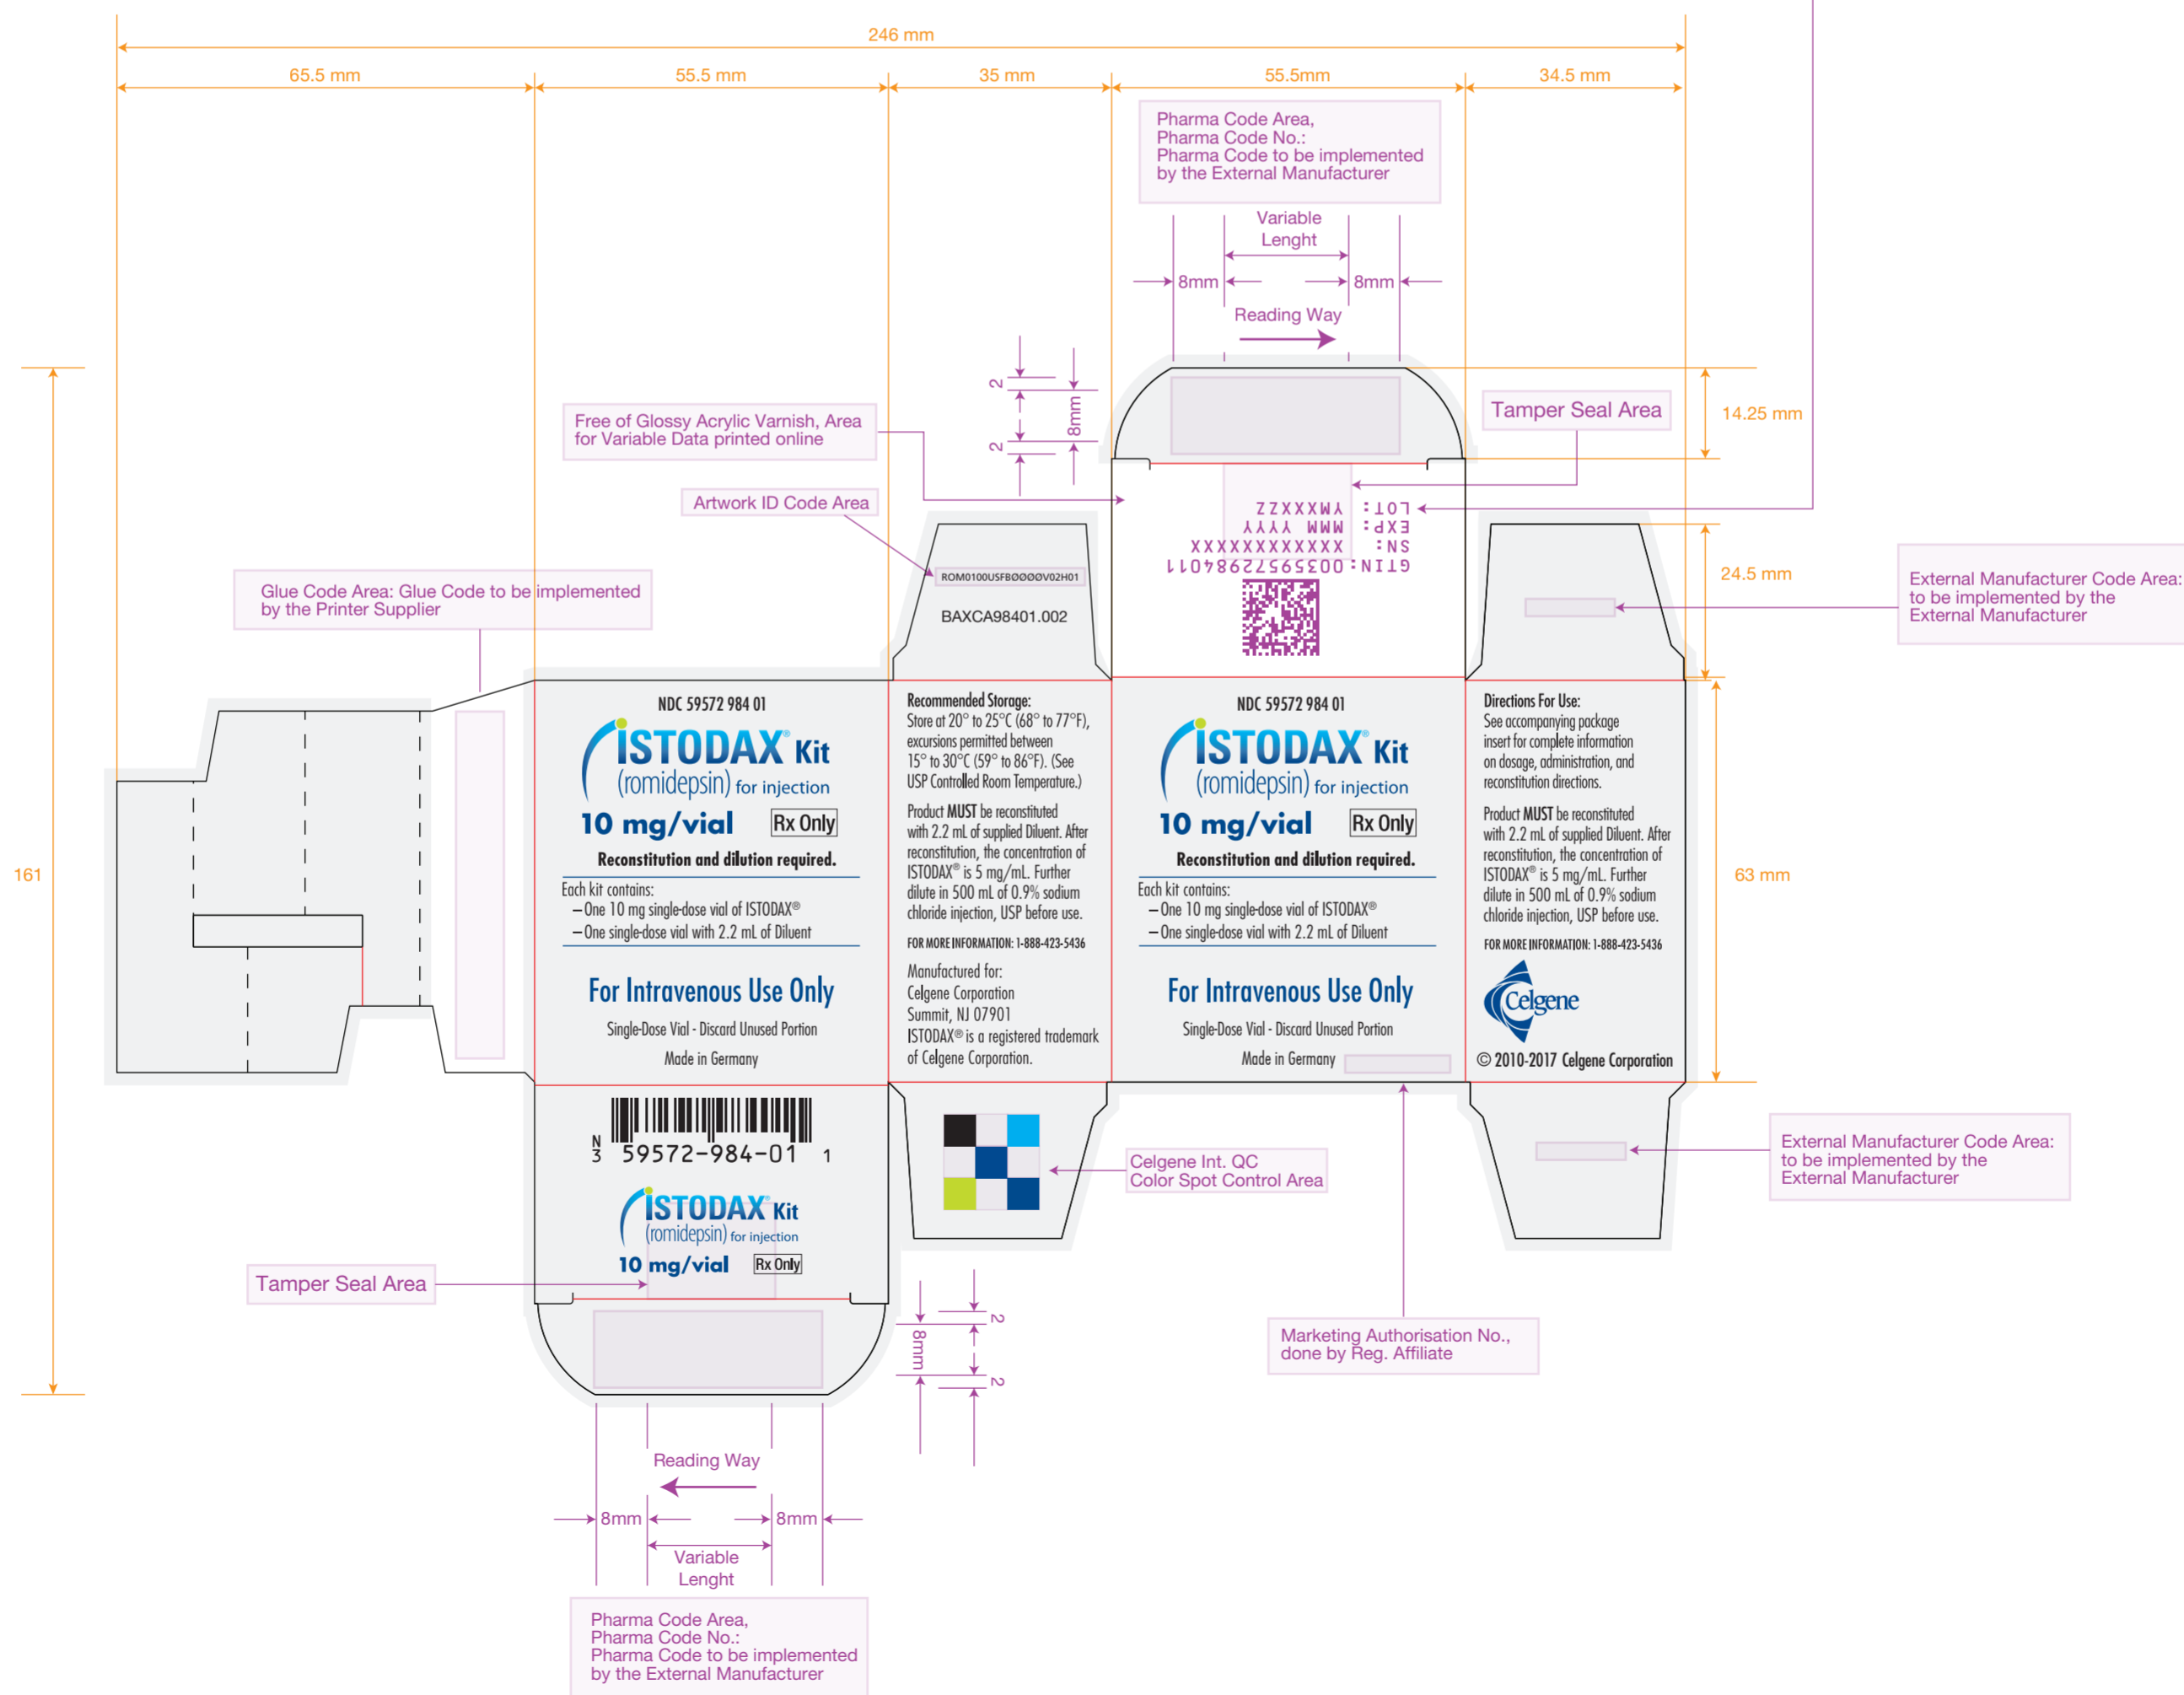 246 mm
65.5 mm
55.5 mm
35 mm
55.5mm
34.5 mm
Pharma Code Area,
Pharma Code No.:
Pharma Code to be implemented
by the External Manufacturer
Variable
Lenght
8mm
8mm
Reading Way
2
8mm
2
14.25 mm
Tamper Seal Area
Free of Glossy Acrylic Varnish, Area
for Variable Data printed online
Artwork ID Code Area
Glue Code Area: Glue Code to be implemented
by the Printer Supplier
ROM0100USFBØØØØV02H01
BAXCA98401.002
GTIN:00359572984011
SN: XXXXXXXXXXXX
EXP: MMM YYYY
LOT: YMXXXZZ
24.5 mm
External Manufacturer Code Area:
to be implemented by the
External Manufacturer
161
63 mm
NDC 59572 984 01
ISTODAX® Kit
(romidepsin) for injection
10 mg/vial
Rx Only
Reconstitution and dilution required.
Each kit contains:
– One 10 mg single-dose vial of ISTODAX®
– One single-dose vial with 2.2 mL of Diluent
For Intravenous Use Only
Single-Dose Vial - Discard Unused Portion
Made in Germany
Recommended Storage:
Store at 20° to 25°C (68° to 77°F),
excursions permitted between
15° to 30°C (59° to 86°F). (See
USP Controlled Room Temperature.)
Product MUST be reconstituted
with 2.2 mL of supplied Diluent. After
reconstitution, the concentration of
ISTODAX® is 5 mg/mL. Further
dilute in 500 mL of 0.9% sodium
chloride injection, USP before use.
FOR MORE INFORMATION: 1-888-423-5436
Manufactured for:
Celgene Corporation
Summit, NJ 07901
ISTODAX® is a registered trademark
of Celgene Corporation.
NDC 59572 984 01
ISTODAX® Kit
(romidepsin) for injection
10 mg/vial
Rx Only
Reconstitution and dilution required.
Each kit contains:
– One 10 mg single-dose vial of ISTODAX®
– One single-dose vial with 2.2 mL of Diluent
For Intravenous Use Only
Single-Dose Vial - Discard Unused Portion
Made in Germany
Directions For Use:
See accompanying package
insert for complete information
on dosage, administration, and
reconstitution directions.
Product MUST be reconstituted
with 2.2 mL of supplied Diluent. After
reconstitution, the concentration of
ISTODAX® is 5 mg/mL. Further
dilute in 500 mL of 0.9% sodium
chloride injection, USP before use.
FOR MORE INFORMATION: 1-888-423-5436
Celgene
© 2010-2017 Celgene Corporation
N
3 59572-984-01 1
ISTODAX® Kit
(romidepsin) for injection
10 mg/vial
Rx Only
Tamper Seal Area
Celgene Int. QC
Color Spot Control Area
External Manufacturer Code Area:
to be implemented by the
External Manufacturer
Marketing Authorisation No.,
done by Reg. Affiliate
2
8mm
2
Reading Way
8mm
8mm
Variable
Lenght
Pharma Code Area,
Pharma Code No.:
Pharma Code to be implemented
by the External Manufacturer